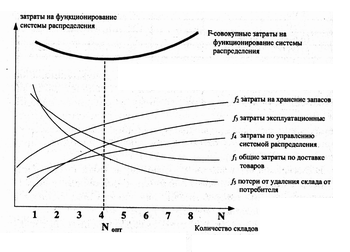 затраты на функционирование
системы распределения
F-совокупные затраты на
функционирование системы
распределения
f₂ затраты на хранение запасов
f₃ затраты эксплуатационные
f₄ затраты по управлению
системой распределения
f₁ общие затраты по доставке
товаров
f₅ потери от удаления склада от
потребителя
1 2 3 4 5 6 7 8 N
N опт
Количество складов